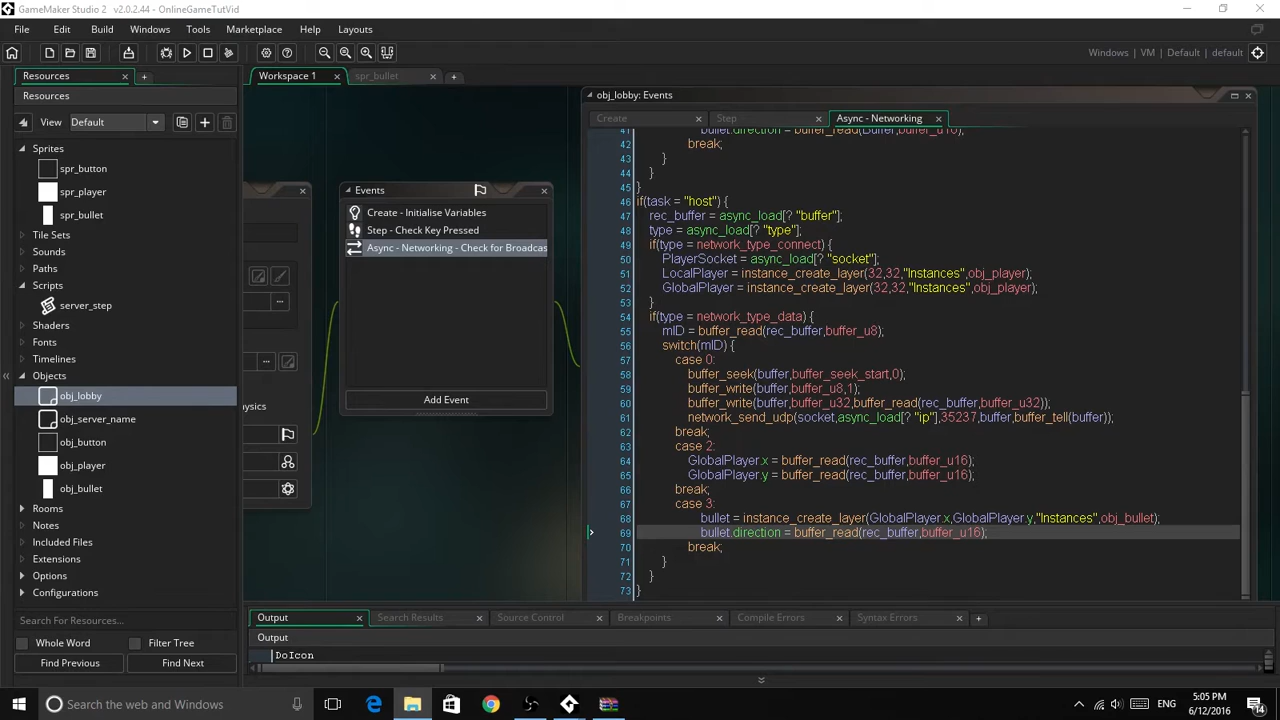 GameMaker Studio 2 v2.0.2.44 - OnlineGameTutVid
File Edit Build Windows Tools Marketplace Help Layouts
Windows | VM | Default | default
Resources
Workspace 1 spr_bullet
Resources
obj_lobby: Events
View Default
Create Step Async - Networking
41 bullet.direction = buffer_read(Buffer,buffer_u16);
Sprites
42 break;
spr_button
43 }
44 }
spr_player
45 }
Events
46 if(task = "host") {
spr_bullet
Create - Initialise Variables
47 rec_buffer = async_load[? "buffer"];
Tile Sets
Step - Check Key Pressed
48 type = async_load[? "type"];
Sounds
Async - Networking - Check for Broadcas
49 if(type = network_type_connect) {
50 PlayerSocket = async_load[? "socket"];
Paths
51 LocalPlayer = instance_create_layer(32,32,"Instances",obj_player);
Scripts
52 GlobalPlayer = instance_create_layer(32,32,"Instances",obj_player);
server_step
53 }
54 if(type = network_type_data) {
Shaders
55 mID = buffer_read(rec_buffer,buffer_u8);
Fonts
56 switch(mID) {
Timelines
57 case 0:
Objects
58 buffer_seek(buffer,buffer_seek_start,0);
59 buffer_write(buffer,buffer_u8,1);
obj_lobby
Add Event
60 buffer_write(buffer,buffer_u32,buffer_read(rec_buffer,buffer_u32));
hysics
61 network_send_udp(socket,async_load[? "ip"],35237,buffer,buffer_tell(buffer));
obj_server_name
62 break;
obj_button
63 case 2:
64 GlobalPlayer.x = buffer_read(rec_buffer,buffer_u16);
obj_player
65 GlobalPlayer.y = buffer_read(rec_buffer,buffer_u16);
obj_bullet
66 break;
67 case 3:
Rooms
68 bullet = instance_create_layer(GlobalPlayer.x,GlobalPlayer.y,"Instances",obj_bullet);
Notes
69 bullet.direction = buffer_read(rec_buffer,buffer_u16);
Included Files
70 break;
Extensions
71 }
Options
72 }
Configurations
73 }
Search For Resources...
Output Search Results Source Control Breakpoints Compile Errors Syntax Errors
Whole Word Filter Tree
Output
Find Previous Find Next
DoIcon
Search the web and Windows
ENG
5:05 PM
6/12/2016
14